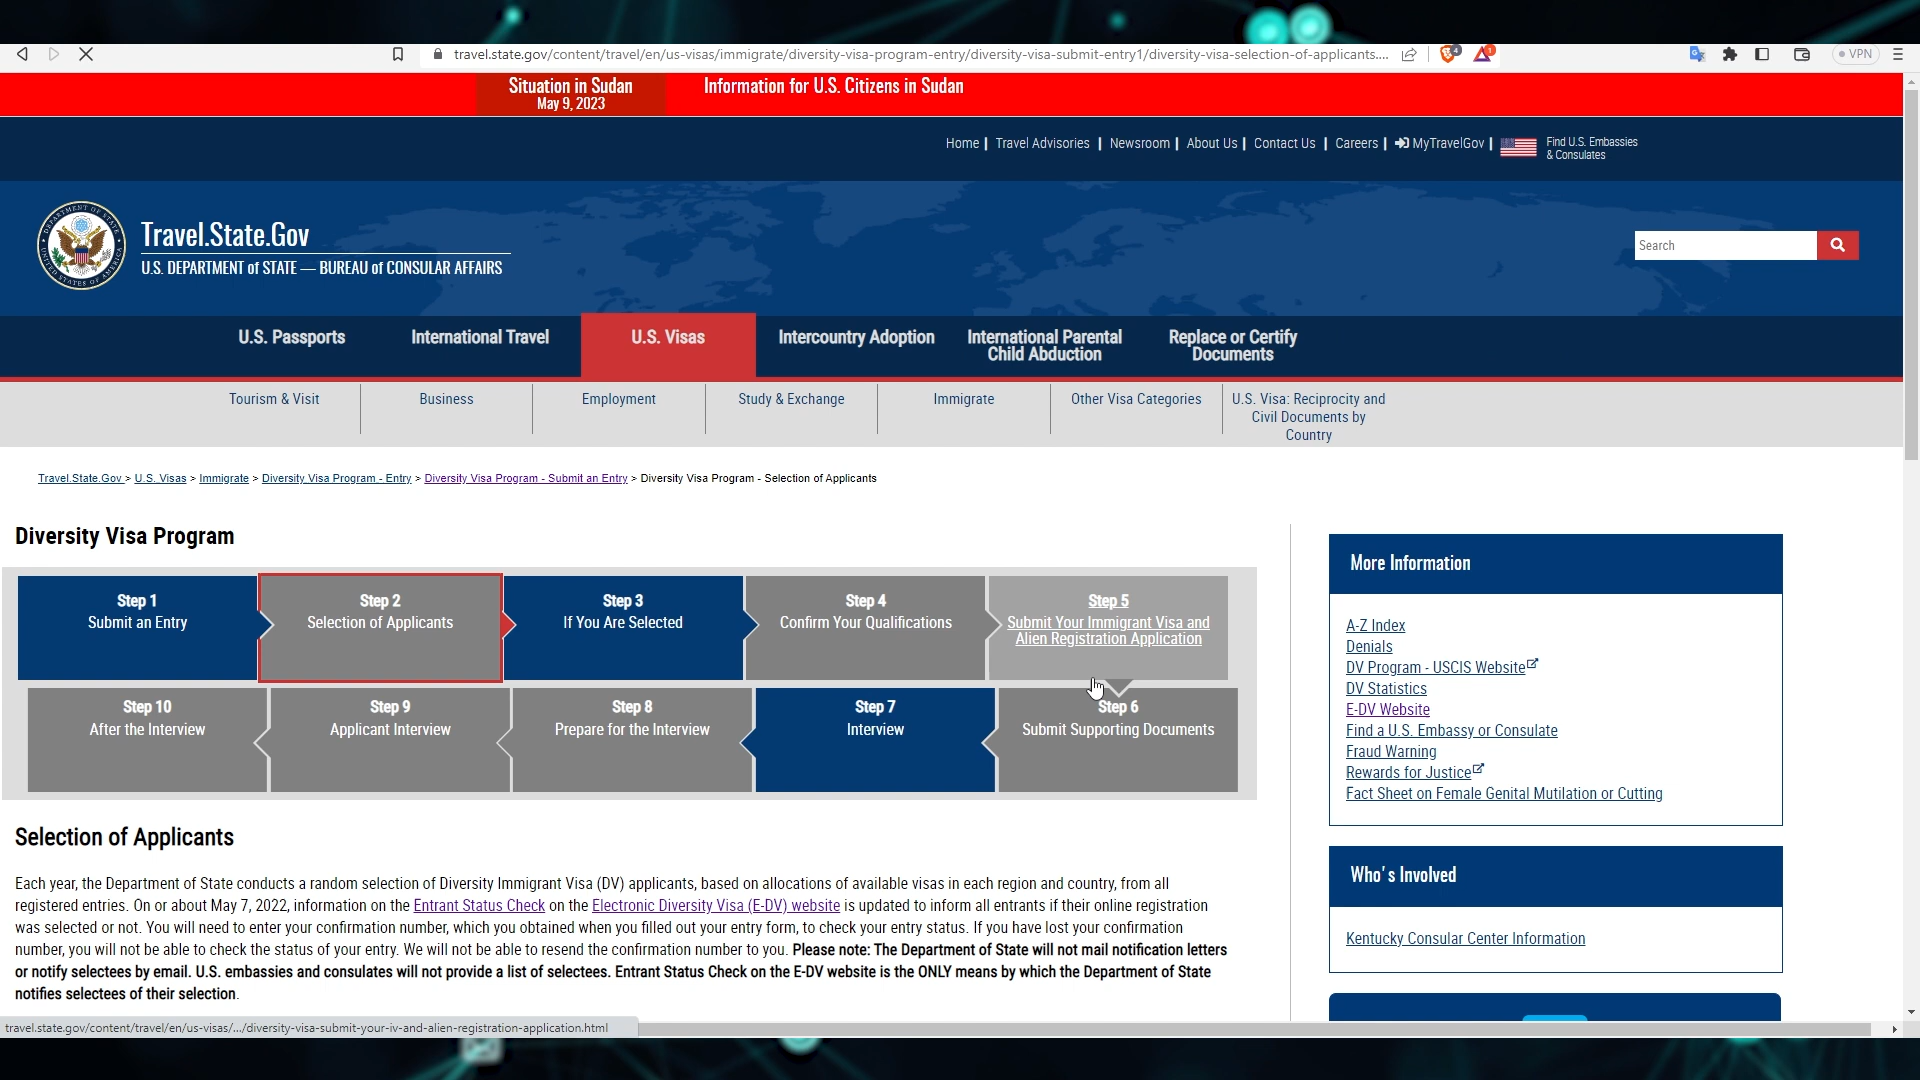 travel.state.gov/content/travel/en/us-visas/immigrate/diversity-visa-program-entry/diversity-visa-submit-entry1/diversity-visa-selection-of-applicants....
4
1
VPN
Situation in Sudan
May 9, 2023
Information for U.S. Citizens in Sudan
Home | Travel Advisories | Newsroom | About Us | Contact Us | Careers | MyTravelGov |
Find U.S. Embassies
& Consulates
Travel.State.Gov
U.S. DEPARTMENT of STATE — BUREAU of CONSULAR AFFAIRS
Search
U.S. Passports
International Travel
U.S. Visas
Intercountry Adoption
International Parental
Child Abduction
Replace or Certify
Documents
Tourism & Visit
Business
Employment
Study & Exchange
Immigrate
Other Visa Categories
U.S. Visa: Reciprocity and
Civil Documents by
Country
Travel.State.Gov > U.S. Visas > Immigrate > Diversity Visa Program - Entry > Diversity Visa Program - Submit an Entry > Diversity Visa Program - Selection of Applicants
Diversity Visa Program
Step 1
Submit an Entry
Step 2
Selection of Applicants
Step 3
If You Are Selected
Step 4
Confirm Your Qualifications
Step 5
Submit Your Immigrant Visa and
Alien Registration Application
Step 10
After the Interview
Step 9
Applicant Interview
Step 8
Prepare for the Interview
Step 7
Interview
Step 6
Submit Supporting Documents
Selection of Applicants
Each year, the Department of State conducts a random selection of Diversity Immigrant Visa (DV) applicants, based on allocations of available visas in each region and country, from all
registered entries. On or about May 7, 2022, information on the Entrant Status Check on the Electronic Diversity Visa (E-DV) website is updated to inform all entrants if their online registration
was selected or not. You will need to enter your confirmation number, which you obtained when you filled out your entry form, to check your entry status. If you have lost your confirmation
number, you will not be able to check the status of your entry. We will not be able to resend the confirmation number to you. Please note: The Department of State will not mail notification letters
or notify selectees by email. U.S. embassies and consulates will not provide a list of selectees. Entrant Status Check on the E-DV website is the ONLY means by which the Department of State
notifies selectees of their selection.
More Information
A-Z Index
Denials
DV Program - USCIS Website
DV Statistics
E-DV Website
Find a U.S. Embassy or Consulate
Fraud Warning
Rewards for Justice
Fact Sheet on Female Genital Mutilation or Cutting
Who's Involved
Kentucky Consular Center Information
travel.state.gov/content/travel/en/us-visas/.../diversity-visa-submit-your-iv-and-alien-registration-application.html